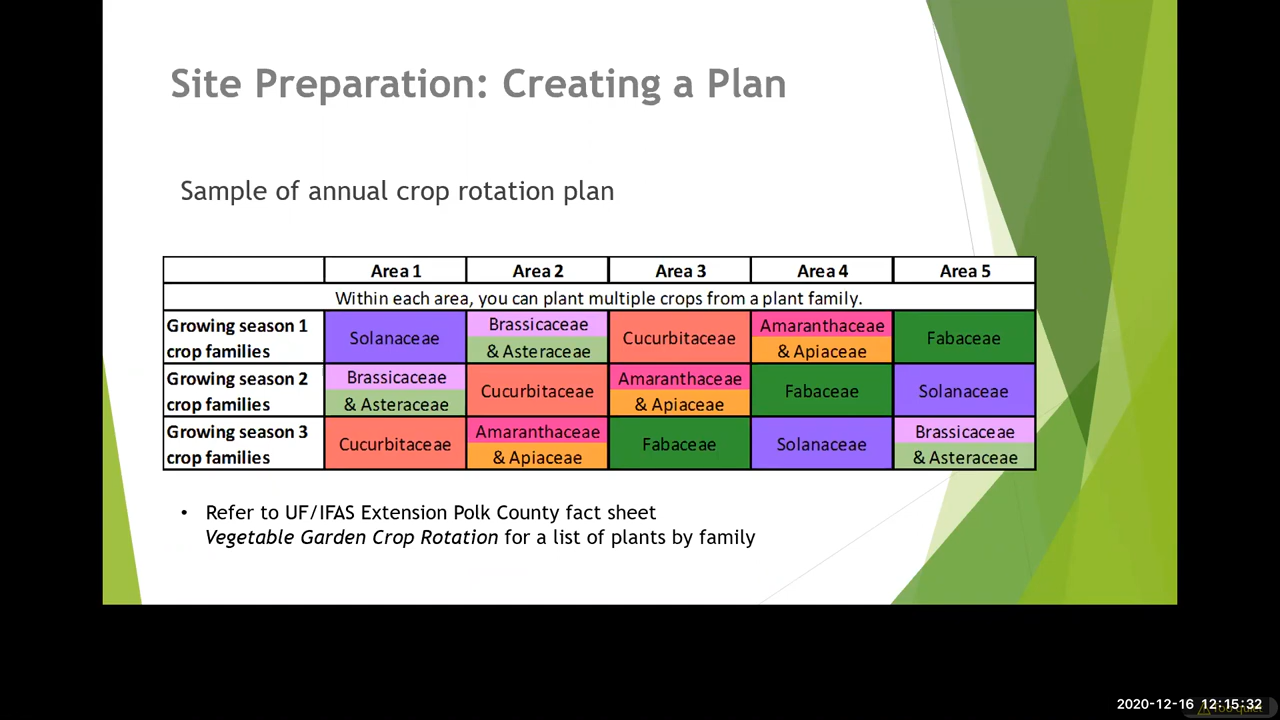 Site Preparation: Creating a Plan
Sample of annual crop rotation plan
Area 1 Area 2 Area 3 Area 4 Area 5
Within each area, you can plant multiple crops from a plant family.
Growing season 1 crop families Solanaceae Brassicaceae & Asteraceae Cucurbitaceae Amaranthaceae & Apiaceae Fabaceae
Growing season 2 crop families Brassicaceae & Asteraceae Cucurbitaceae Amaranthaceae & Apiaceae Fabaceae Solanaceae
Growing season 3 crop families Cucurbitaceae Amaranthaceae & Apiaceae Fabaceae Solanaceae Brassicaceae & Asteraceae
• Refer to UF/IFAS Extension Polk County fact sheet
Vegetable Garden Crop Rotation for a list of plants by family
2020-12-16 12:15:32